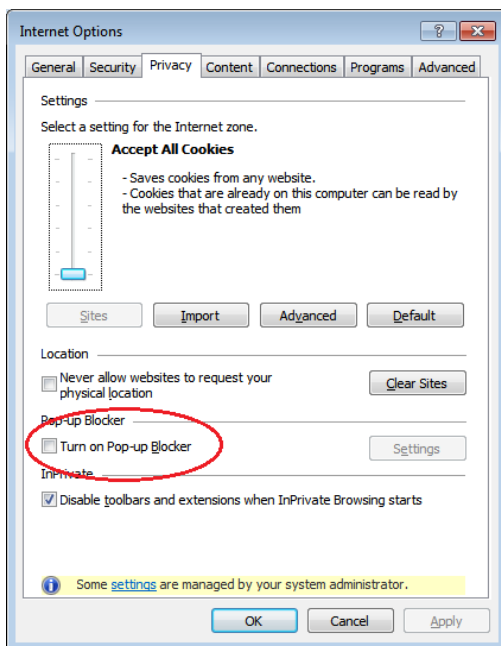 Internet Options
General Security Privacy Content Connections Programs Advanced
Settings
Select a setting for the Internet zone.
Accept All Cookies
- Saves cookies from any website.
- Cookies that are already on this computer can be read by
the websites that created them
Sites Import Advanced Default
Location
Never allow websites to request your
physical location
Clear Sites
Pop-up Blocker
Turn on Pop-up Blocker
Settings
InPrivate
Disable toolbars and extensions when InPrivate Browsing starts
Some settings are managed by your system administrator.
OK Cancel Apply